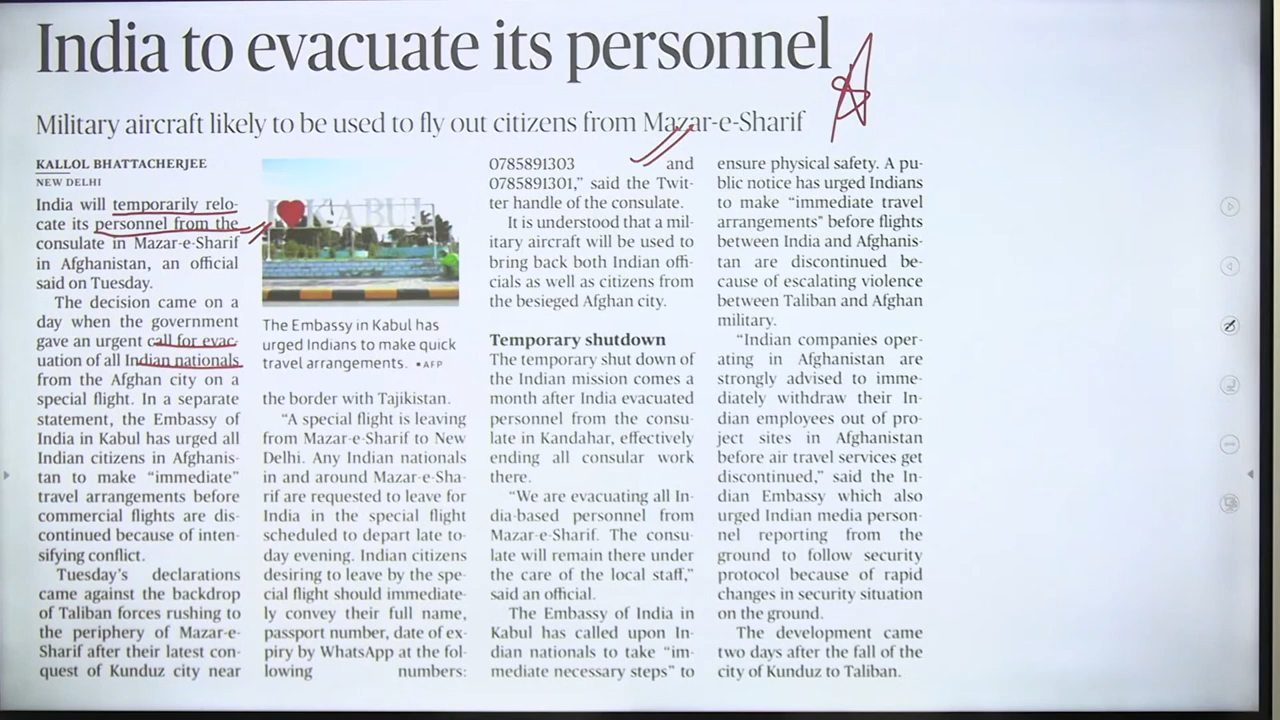 India to evacuate its personnel
Military aircraft likely to be used to fly out citizens from Mazar-e-Sharif
KALLOL BHATTACHERJEE
NEW DELHI
India will temporarily relo-
cate its personnel from the
consulate in Mazar-e-Sharif
in Afghanistan, an official
said on Tuesday.
The decision came on a
day when the government
gave an urgent call for evac-
uation of all Indian nationals
from the Afghan city on a
special flight. In a separate
statement, the Embassy of
India in Kabul has urged all
Indian citizens in Afghanis-
tan to make “immediate”
travel arrangements before
commercial flights are dis-
continued because of inten-
sifying conflict.
Tuesday’s declarations
came against the backdrop
of Taliban forces rushing to
the periphery of Mazar-e-
Sharif after their latest con-
quest of Kunduz city near
I KABUL
The Embassy in Kabul has
urged Indians to make quick
travel arrangements. ▪AFP
the border with Tajikistan.
“A special flight is leaving
from Mazar-e-Sharif to New
Delhi. Any Indian nationals
in and around Mazar-e-Sha-
rif are requested to leave for
India in the special flight
scheduled to depart late to-
day evening. Indian citizens
desiring to leave by the spe-
cial flight should immediate-
ly convey their full name,
passport number, date of ex-
piry by WhatsApp at the fol-
lowing numbers:
0785891303 and
0785891301,” said the Twit-
ter handle of the consulate.
It is understood that a mil-
itary aircraft will be used to
bring back both Indian offi-
cials as well as citizens from
the besieged Afghan city.
Temporary shutdown
The temporary shut down of
the Indian mission comes a
month after India evacuated
personnel from the consu-
late in Kandahar, effectively
ending all consular work
there.
“We are evacuating all In-
dia-based personnel from
Mazar-e-Sharif. The consu-
late will remain there under
the care of the local staff,”
said an official.
The Embassy of India in
Kabul has called upon In-
dian nationals to take “im-
mediate necessary steps” to
ensure physical safety. A pu-
blic notice has urged Indians
to make “immediate travel
arrangements” before flights
between India and Afghanis-
tan are discontinued be-
cause of escalating violence
between Taliban and Afghan
military.
“Indian companies oper-
ating in Afghanistan are
strongly advised to imme-
diately withdraw their In-
dian employees out of pro-
ject sites in Afghanistan
before air travel services get
discontinued,” said the In-
dian Embassy which also
urged Indian media person-
nel reporting from the
ground to follow security
protocol because of rapid
changes in security situation
on the ground.
The development came
two days after the fall of the
city of Kunduz to Taliban.